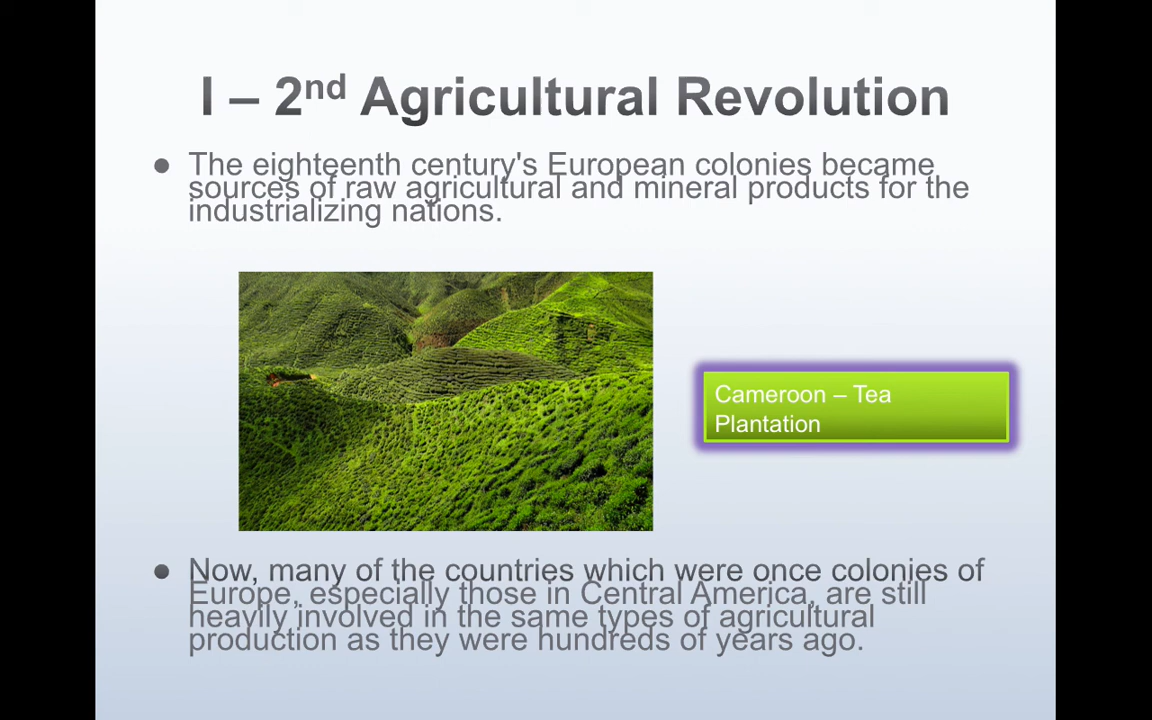 I – 2nd Agricultural Revolution
● The eighteenth century's European colonies became
sources of raw agricultural and mineral products for the
industrializing nations.
Cameroon – Tea
Plantation
● Now, many of the countries which were once colonies of
Europe, especially those in Central America, are still
heavily involved in the same types of agricultural
production as they were hundreds of years ago.